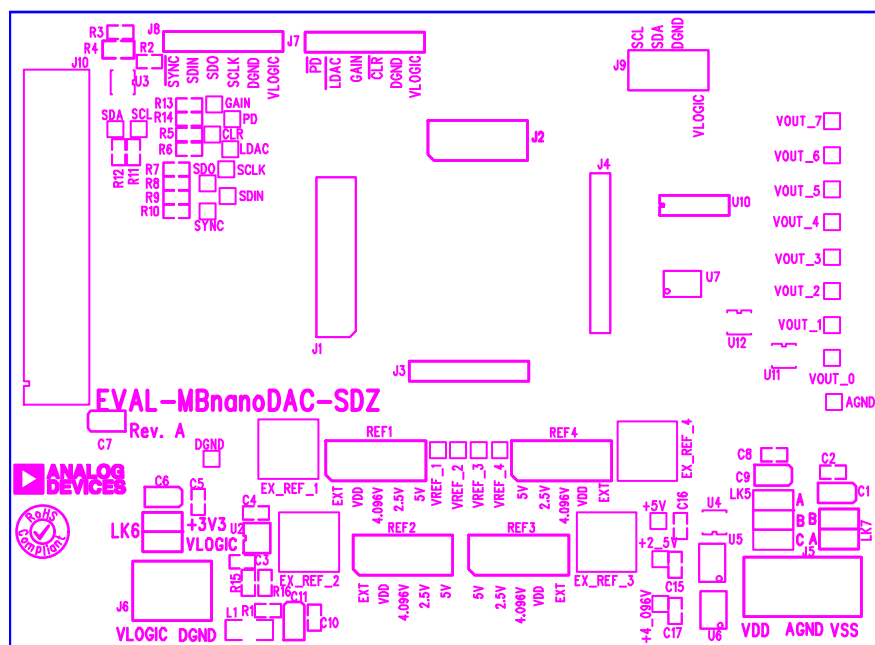 R3
R4
R2
J8
J7
J10
U3
SYNC
SDIN
SDO
SCLK
DGND
VLOGIC
PD
LDAC
GAIN
CLR
DGND
VLOGIC
SCL
SDA
DGND
J9
VLOGIC
R13
GAIN
R14
PD
SDA
SCL
R5
CLR
R6
LDAC
R12
R11
R7
SDO
SCLK
R8
R9
SDIN
R10
SYNC
J2
J4
U10
U7
U12
U11
VOUT_7
VOUT_6
VOUT_5
VOUT_4
VOUT_3
VOUT_2
VOUT_1
VOUT_0
AGND
J1
J3
EVAL-MBnanoDAC-SDZ
Rev. A
C7
DGND
REF1
REF4
EX_REF_1
EXT
VDD
4.096V
2.5V
5V
VREF_1
VREF_2
VREF_3
VREF_4
5V
2.5V
4.096V
VDD
EXT
EX_REF_4
ANALOG
DEVICES
RoHS
Compliant
C6
C5
C4
LK6
+3V3
VLOGIC
U2
C3
R15
R16
EX_REF_2
REF2
REF3
EX_REF_3
EXT
VDD
4.096V
2.5V
5V
5V
2.5V
4.096V
VDD
EXT
J6
VLOGIC DGND
L1
R1
C11
C10
+5V
C16
U4
+2_5V
U5
C15
+4_096V
C17
U6
C8
C2
C9
C1
LK5
A
B
C
B
A
LK7
J5
VDD AGND VSS